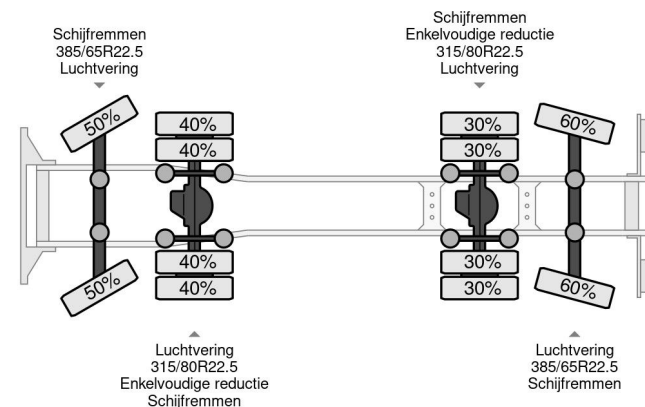 Schijfremmen
385/65R22.5
Luchtvering
Schijfremmen
Enkelvoudige reductie
315/80R22.5
Luchtvering
50%
40%
40%
30%
30%
60%
50%
40%
40%
30%
30%
60%
Luchtvering
315/80R22.5
Enkelvoudige reductie
Schijfremmen
Luchtvering
385/65R22.5
Schijfremmen